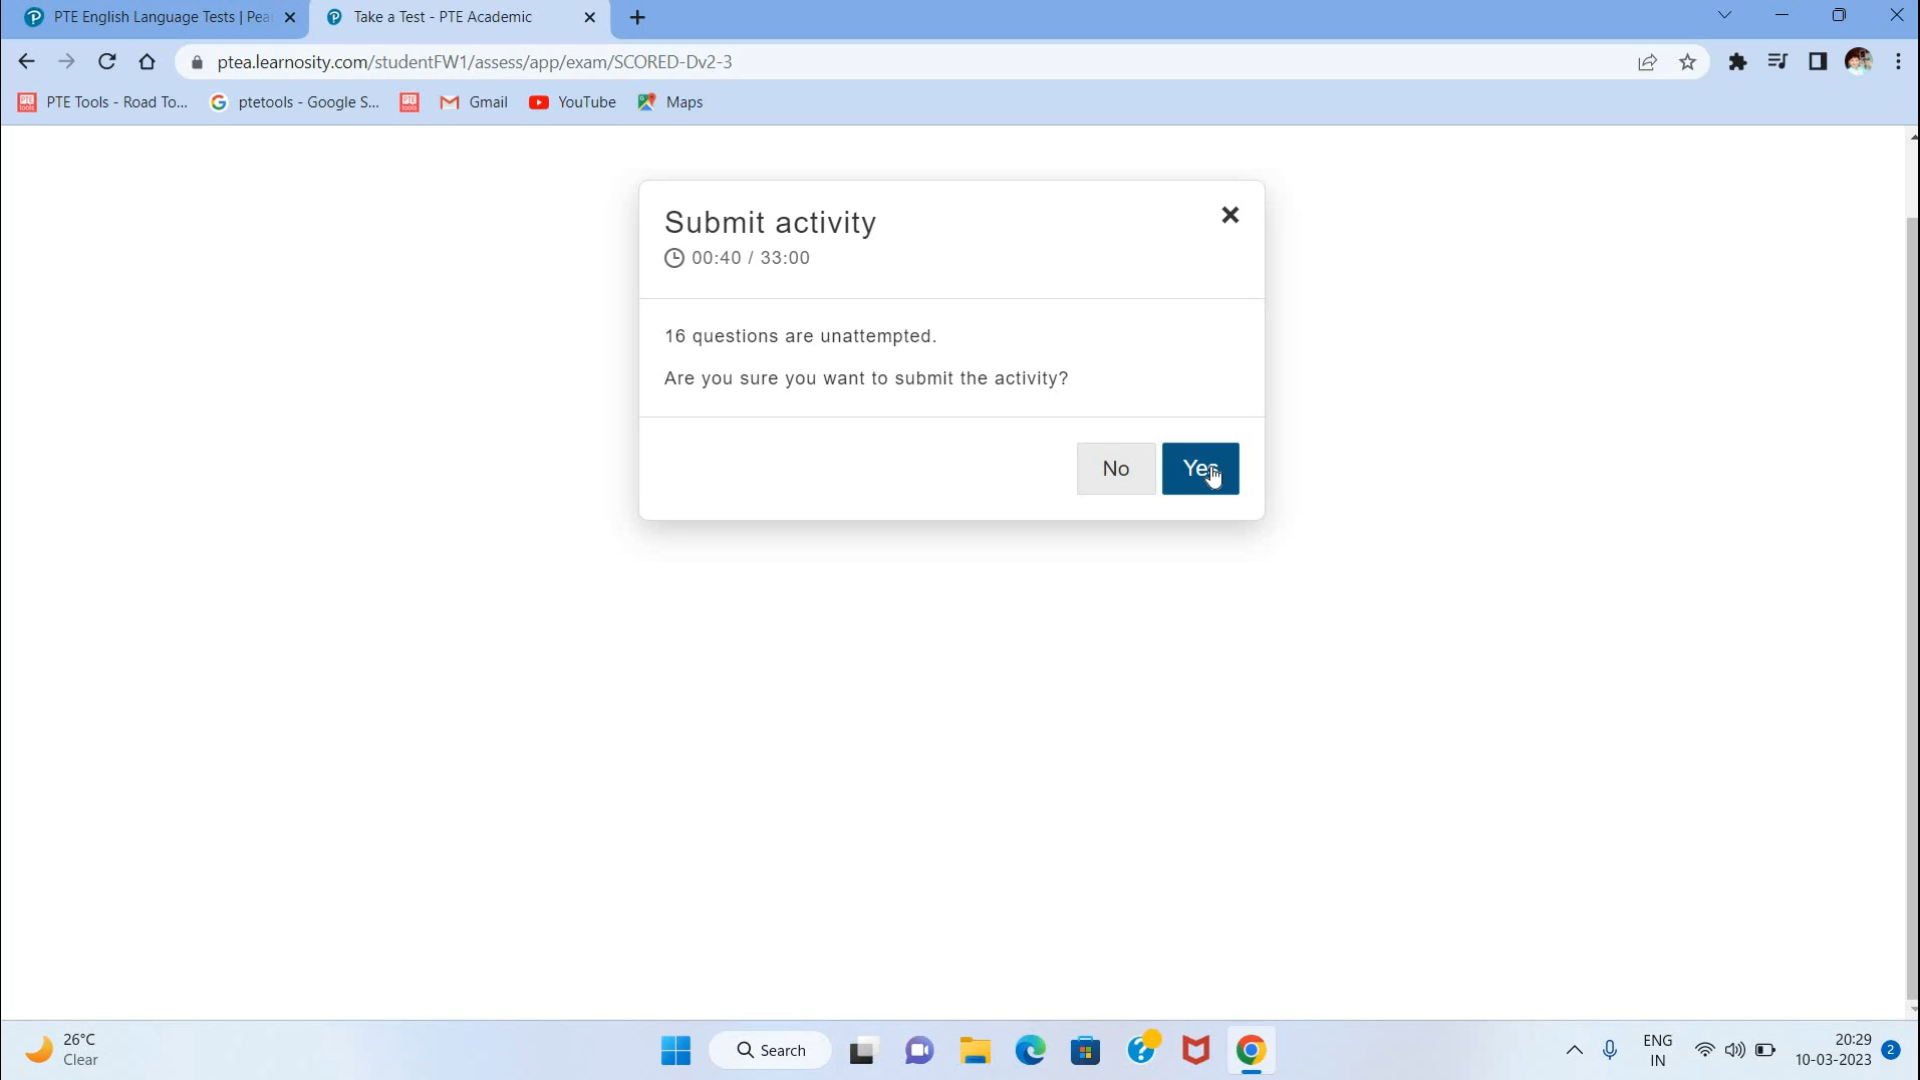 PTE English Language Tests | Pea
Take a Test - PTE Academic
ptea.learnosity.com/studentFW1/assess/app/exam/SCORED-Dv2-3
PTE Tools - Road To...
ptetools - Google S...
Gmail
YouTube
Maps
Submit activity
00:40 / 33:00
16 questions are unattempted.
Are you sure you want to submit the activity?
No
Yes
26°C
Clear
Search
ENG
IN
20:29
10-03-2023
2